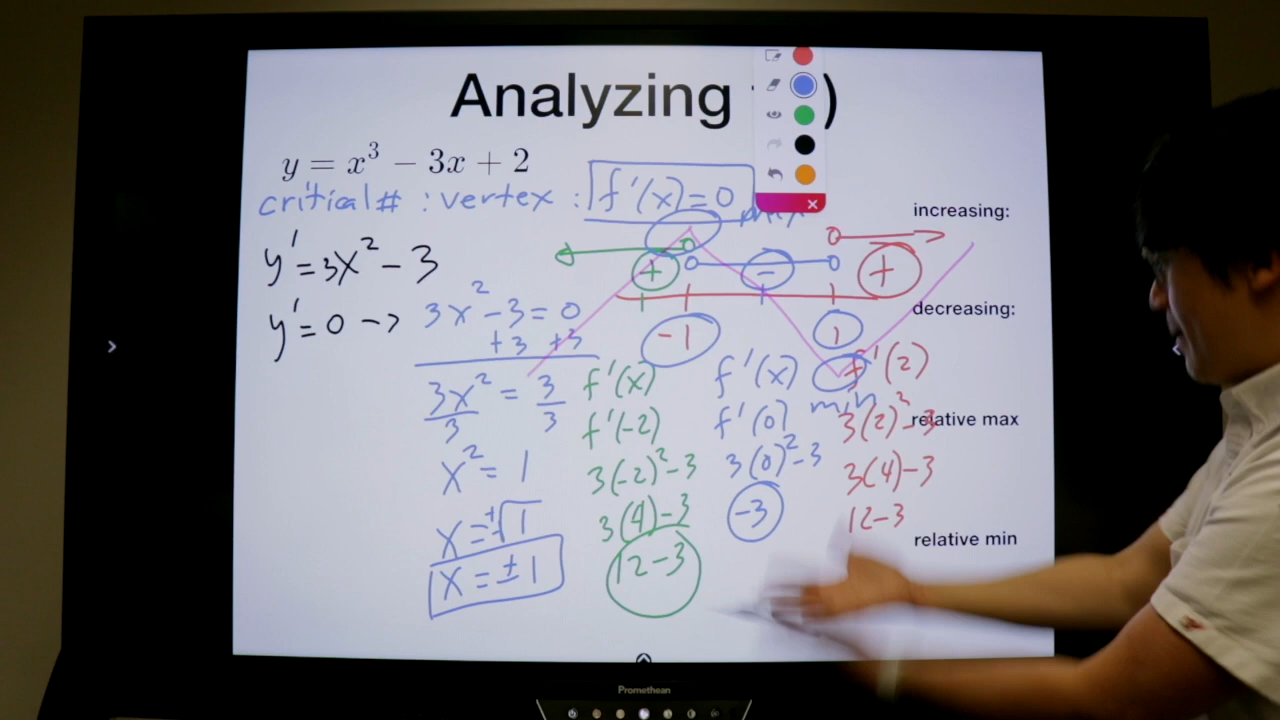 Analyzing )
y = x³ − 3x + 2
critical # : vertex : f'(x) = 0
max
increasing:
y' = 3x² − 3
+ − +
y' = 0 -> 3x² − 3 = 0
+3 +3
-1 1
decreasing:
3x² = 3
3 3
x² = 1
x = ±√1
x = ±1
f'(x)
f'(-2)
3(-2)² − 3
3(4) − 3
12 − 3
f'(x)
f'(0)
3(0)² − 3
-3
min
f'(2)
3(2)² − 3
3(4) − 3
12 − 3
relative max
relative min
Promethean